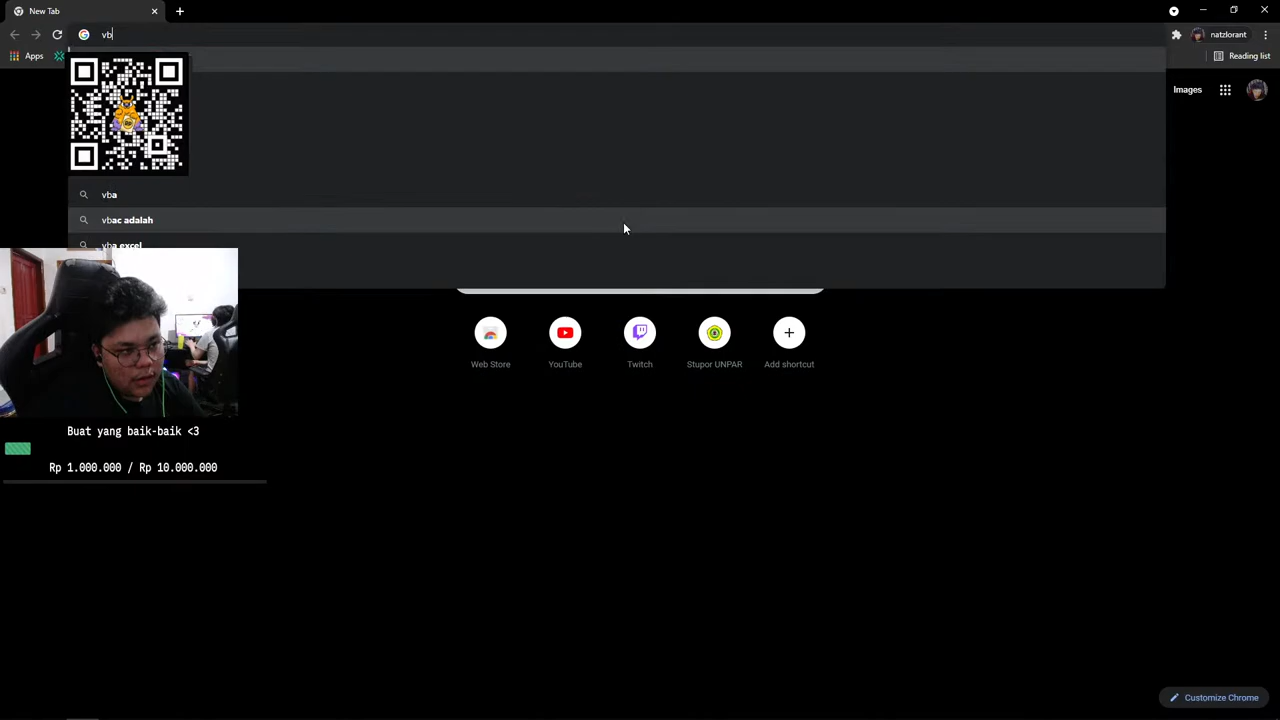 New Tab
vb
natzlorant
Apps
Reading list
Images
vba
vbac adalah
vba excel
Web Store
YouTube
Twitch
Stupor UNPAR
Add shortcut
Buat yang baik-baik <3
Rp 1.000.000 / Rp 10.000.000
Customize Chrome